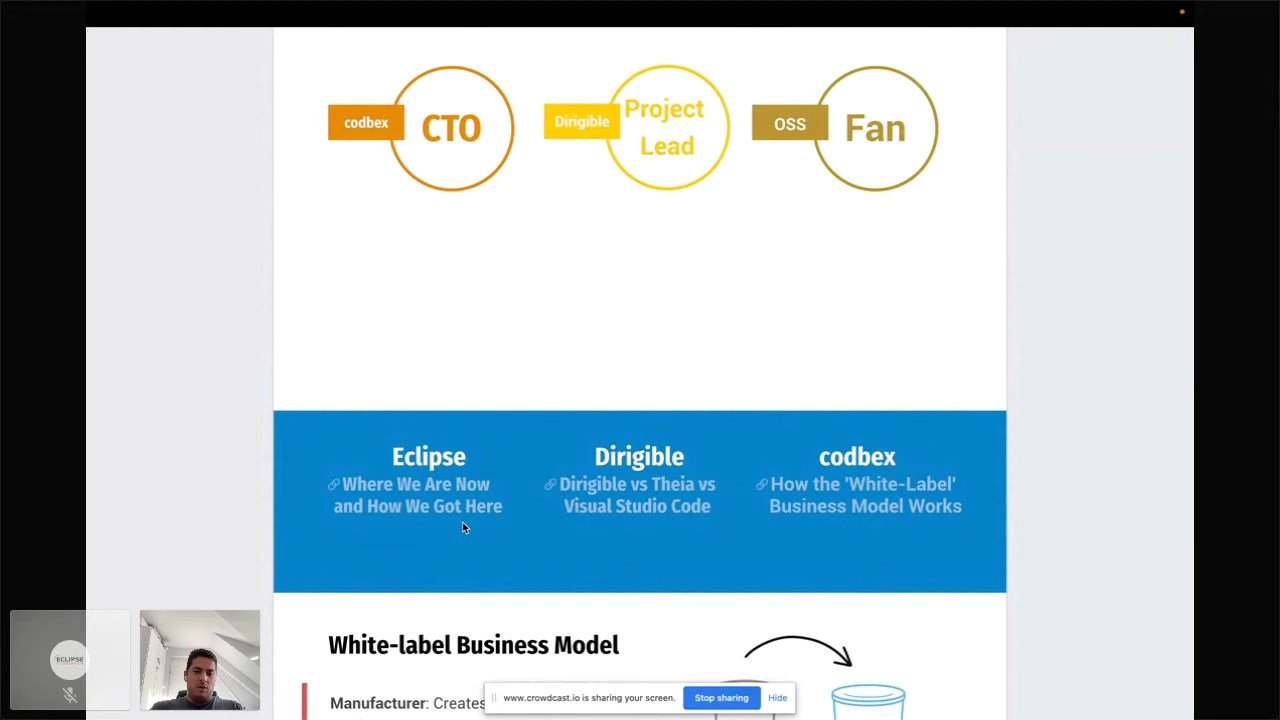 codbex
CTO
Dirigible
Project
Lead
OSS
Fan
Eclipse
Where We Are Now
and How We Got Here
Dirigible
Dirigible vs Theia vs
Visual Studio Code
codbex
How the 'White-Label'
Business Model Works
White-label Business Model
Manufacturer: Creates
www.crowdcast.io is sharing your screen.
Stop sharing
Hide
ECLIPSE